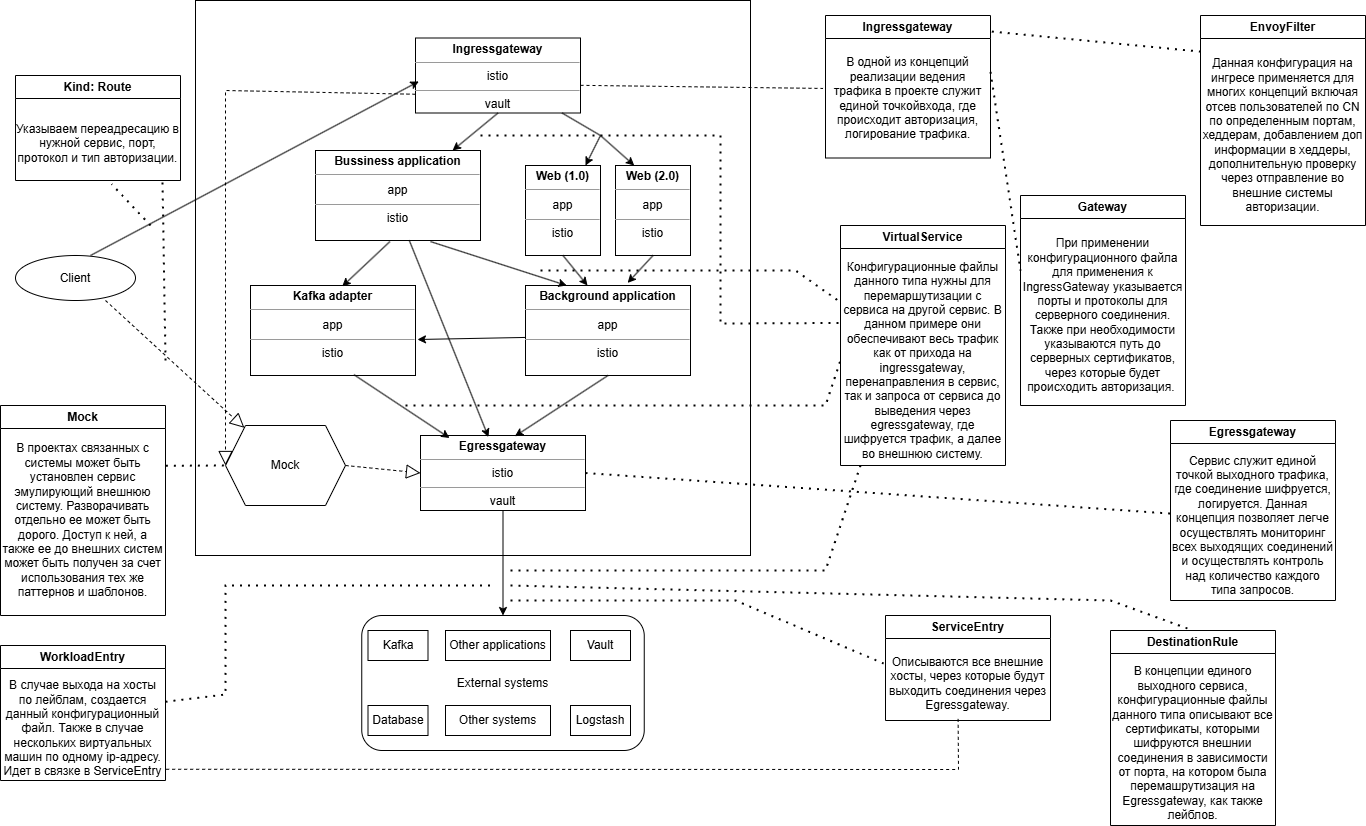 Ingressgateway
istio
vault
Kind: Route
Указываем переадресацию в
нужной сервис, порт,
протокол и тип авторизации.
Client
Bussiness application
app
istio
Web (1.0)
app
istio
Web (2.0)
app
istio
Kafka adapter
app
istio
Background application
app
istio
Mock
Egressgateway
istio
vault
Kafka
Other applications
Vault
External systems
Database
Other systems
Logstash
Mock
В проектах связанных с
системы может быть
установлен сервис
эмулирующий внешнюю
систему. Разворачивать
отдельно ее может быть
дорого. Доступ к ней, а
также ее до внешних систем
может быть получен за счет
использования тех же
паттернов и шаблонов.
WorkloadEntry
В случае выхода на хосты
по лейблам, создается
данный конфигурационный
файл. Также в случае
нескольких виртуальных
машин по одному ip-адресу.
Идет в связке в ServiceEntry
Ingressgateway
В одной из концепций
реализации ведения
трафика в проекте служит
единой точкойвхода, где
происходит авторизация,
логирование трафика.
EnvoyFilter
Данная конфигурация на
ингресе применяется для
многих концепций включая
отсев пользователей по CN
по определенным портам,
хеддерам, добавлением доп
информации в хеддеры,
дополнительную проверку
через отправление во
внешние системы
авторизации.
Gateway
При применении
конфигурационного файла
для применения к
IngressGateway указывается
порты и протоколы для
серверного соединения.
Также при необходимости
указываются путь до
серверных сертификатов,
через которые будет
происходить авторизация.
VirtualService
Конфигурационные файлы
данного типа нужны для
перемаршутизации с
сервиса на другой сервис. В
данном примере они
обеспечивают весь трафик
как от прихода на
ingressgateway,
перенаправления в сервис,
так и запроса от сервиса до
выведения через
egressgateway, где
шифруется трафик, а далее
во внешнюю систему.
Egressgateway
Сервис служит единой
точкой выходного трафика,
где соединение шифруется,
логируется. Данная
концепция позволяет легче
осуществлять мониторинг
всех выходящих соединений
и осуществлять контроль
над количество каждого
типа запросов.
ServiceEntry
Описываются все внешние
хосты, через которые будут
выходить соединения через
Egressgateway.
DestinationRule
В концепции единого
выходного сервиса,
конфигурационные файлы
данного типа описывают все
сертификаты, которыми
шифруются внешнии
соединения в зависимости
от порта, на котором была
перемашрутизация на
Egressgateway, как также
лейблов.